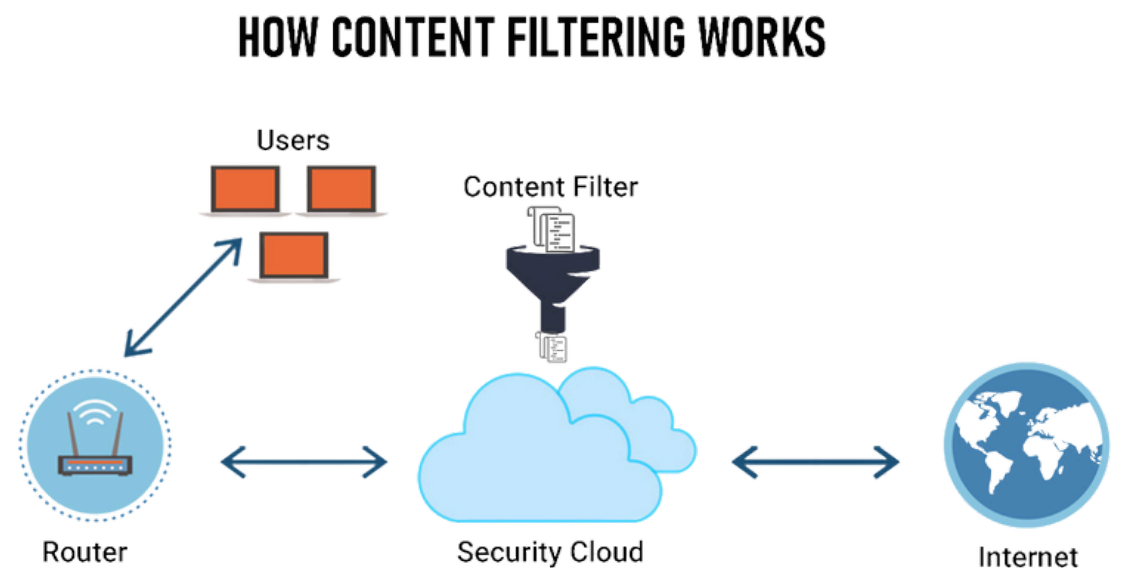 HOW CONTENT FILTERING WORKS
Users
Content Filter
Router
Security Cloud
Internet